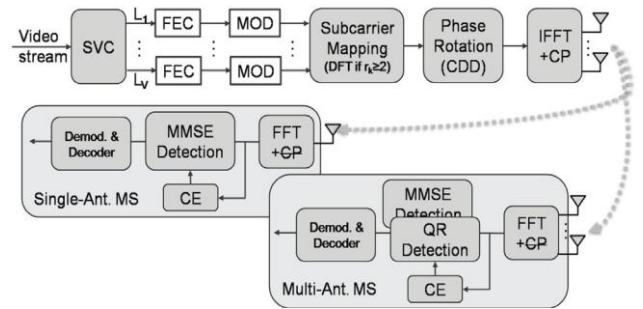 Video
stream
SVC
L1
LV
FEC
FEC
MOD
MOD
Subcarrier
Mapping
(DFT if rk≥2)
Phase
Rotation
(CDD)
IFFT
+CP
Demod. &
Decoder
MMSE
Detection
FFT
+CP
CE
Single-Ant. MS
MMSE
Detection
Demod. &
Decoder
QR
Detection
FFT
+CP
CE
Multi-Ant. MS